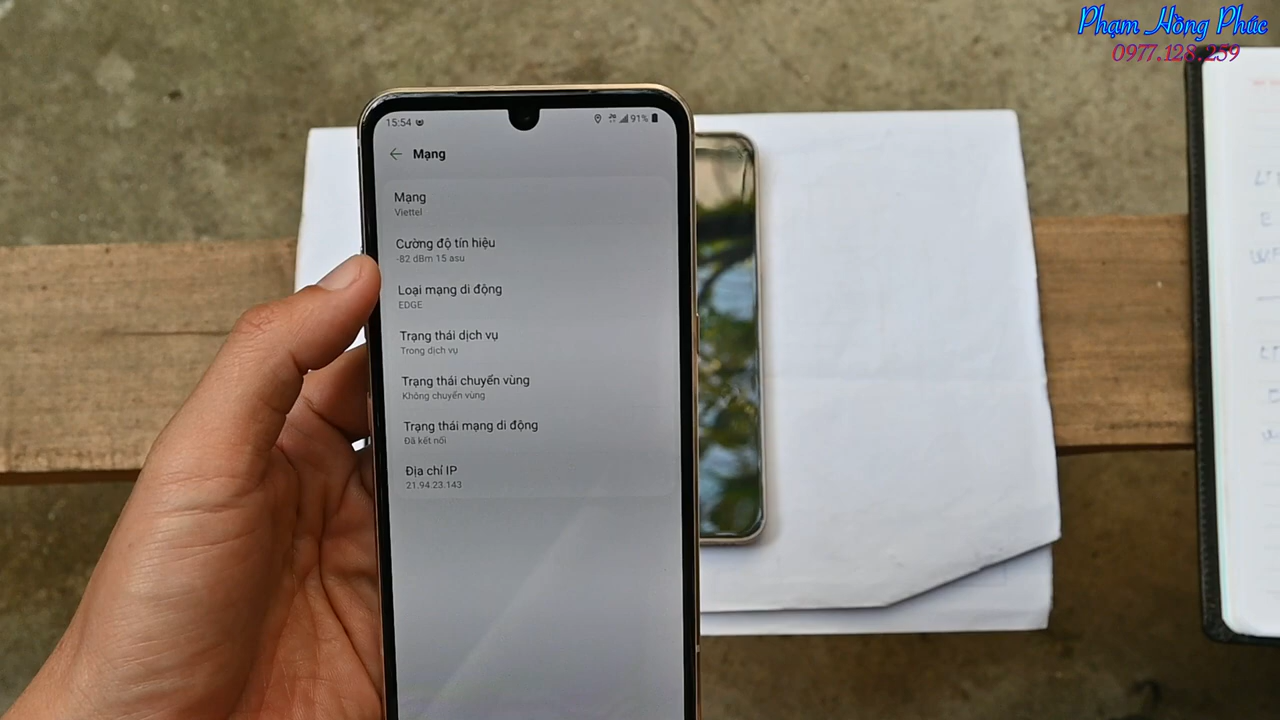 Phạm Hồng Phúc
0977.128.259
15:54
91%
Mạng
Mạng
Viettel
Cường độ tín hiệu
-82 dBm 15 asu
Loại mạng di động
EDGE
Trạng thái dịch vụ
Trong dịch vụ
Trạng thái chuyển vùng
Không chuyển vùng
Trạng thái mạng di động
Đã kết nối
Địa chỉ IP
21.94.23.143